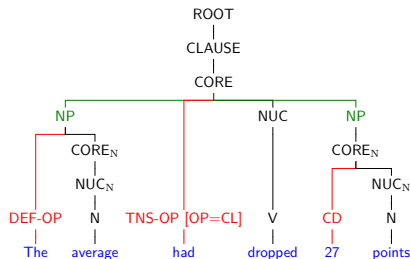 ROOT
CLAUSE
CORE
NP NUC NP
CORE_N CORE_N
NUC_N NUC_N
DEF-OP N TNS-OP [OP=CL] V CD N
The average had dropped 27 points